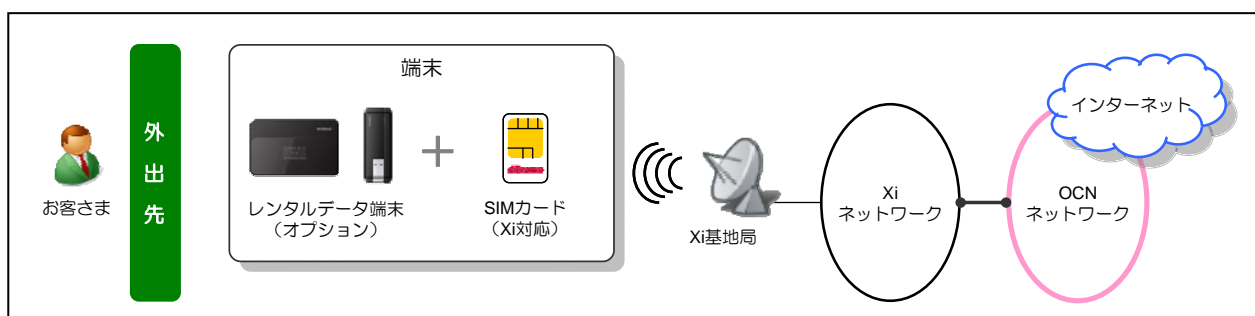 お客さま
外出先
端末
レンタルデータ端末
（オプション）
SIMカード
（Xi対応）
Xi基地局
Xi
ネットワーク
インターネット
OCN
ネットワーク